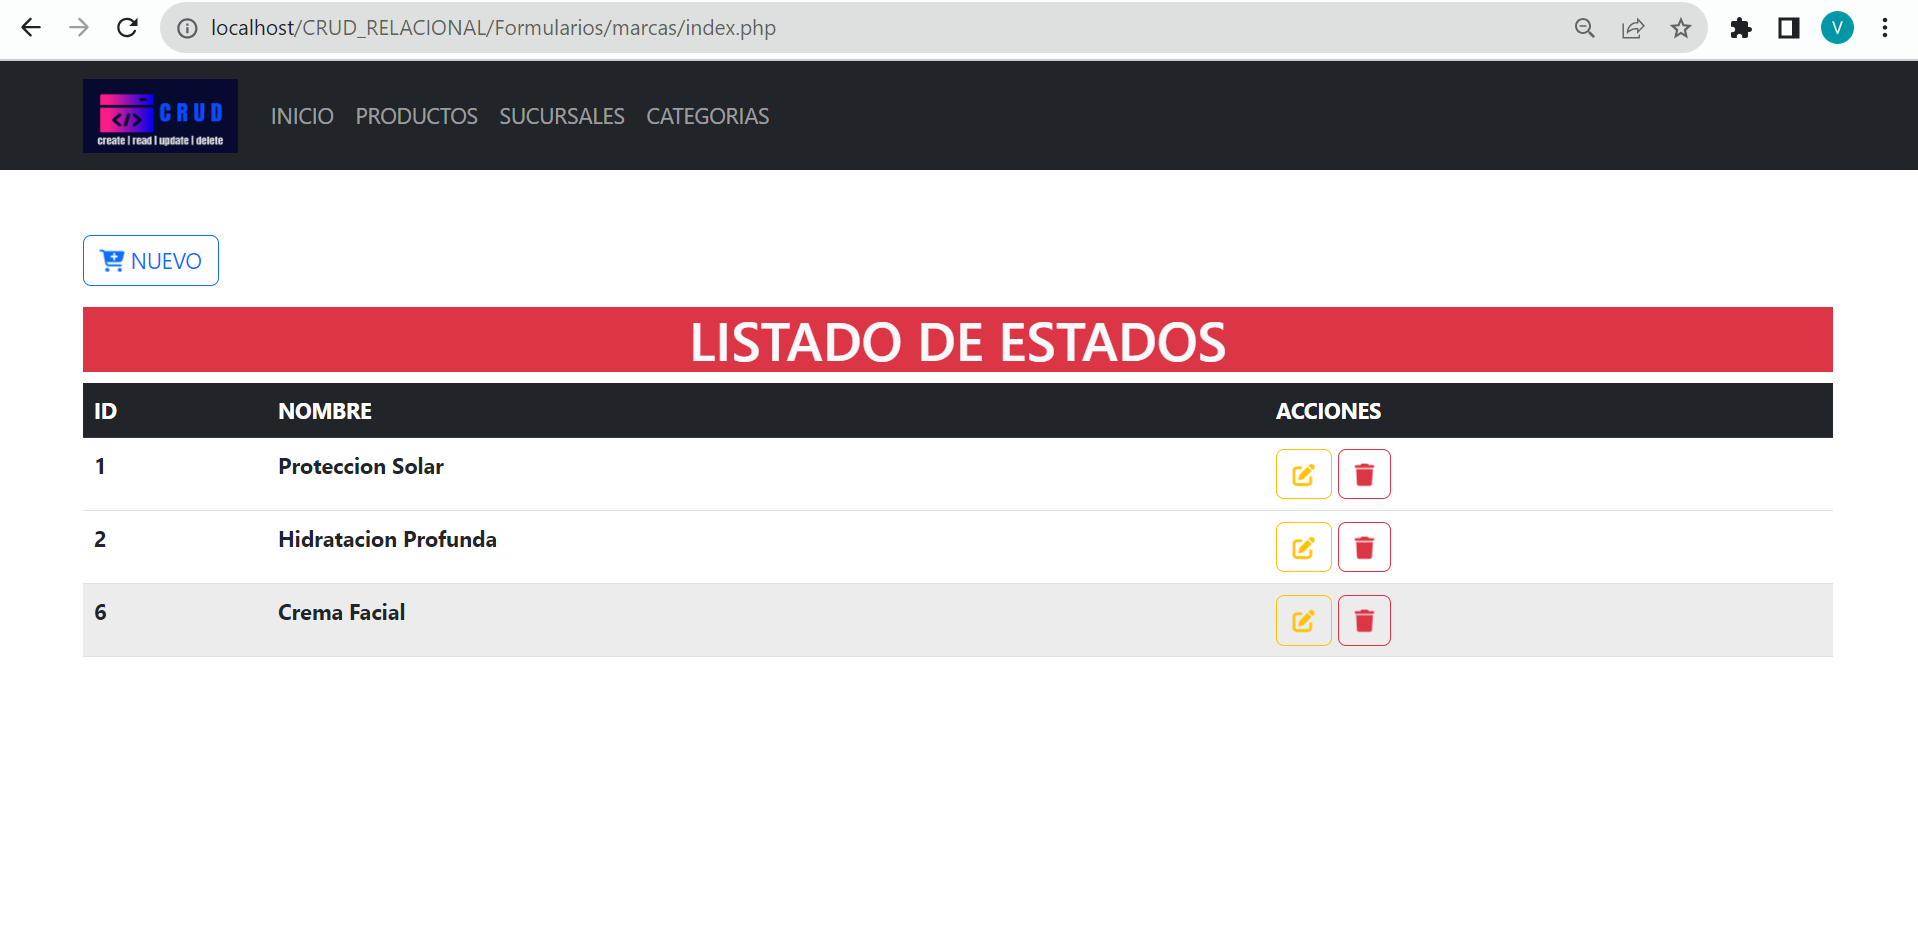 localhost/CRUD_RELACIONAL/Formularios/marcas/index.php
V
</> CRUD
create | read | update | delete
INICIO PRODUCTOS SUCURSALES CATEGORIAS
NUEVO
LISTADO DE ESTADOS
ID NOMBRE ACCIONES
1 Proteccion Solar
2 Hidratacion Profunda
6 Crema Facial